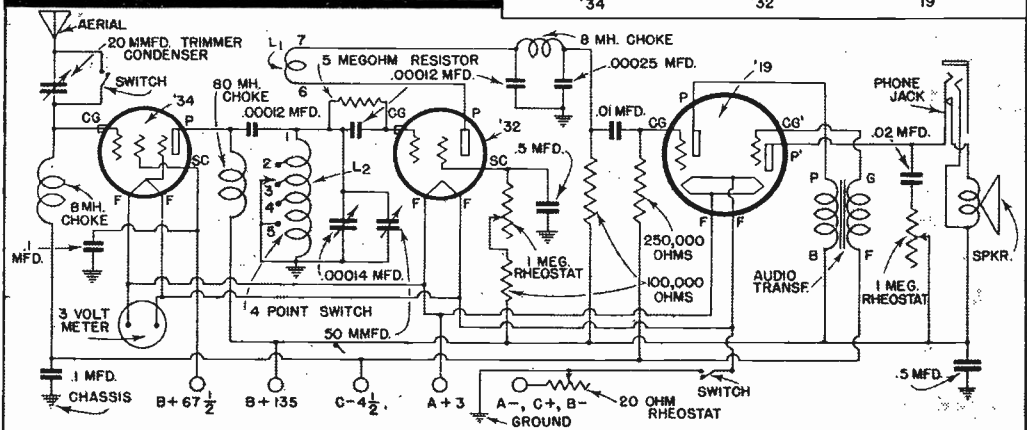 '34 32 19
AERIAL
20 MMFD. TRIMMER
CONDENSER
SWITCH
'34
CG
P
SC
F F
8 MH.
CHOKE
.1
MFD.
3 VOLT
METER
.1 MFD.
CHASSIS
80 MH.
CHOKE
.00012 MFD.
L1
7
6
5 MEGOHM RESISTOR
.00012 MFD.
1
2
3
4
5
L2
.00014 MFD.
4 POINT SWITCH
50 MMFD.
CG
P
'32
SC
F F
8 MH. CHOKE
.00025 MFD.
.5 MFD.
1 MEG.
RHEOSTAT
.01 MFD.
CG
P
'19
CG'
P'
F F
250,000
OHMS
100,000
OHMS
P G
B F
AUDIO
TRANSF.
PHONE
JACK
.02 MFD.
1 MEG.
RHEOSTAT
SPKR.
.5 MFD.
B+ 67 1/2
B+ 135
C-4 1/2
A+3
A-, C+, B-
GROUND
20 OHM
RHEOSTAT
SWITCH